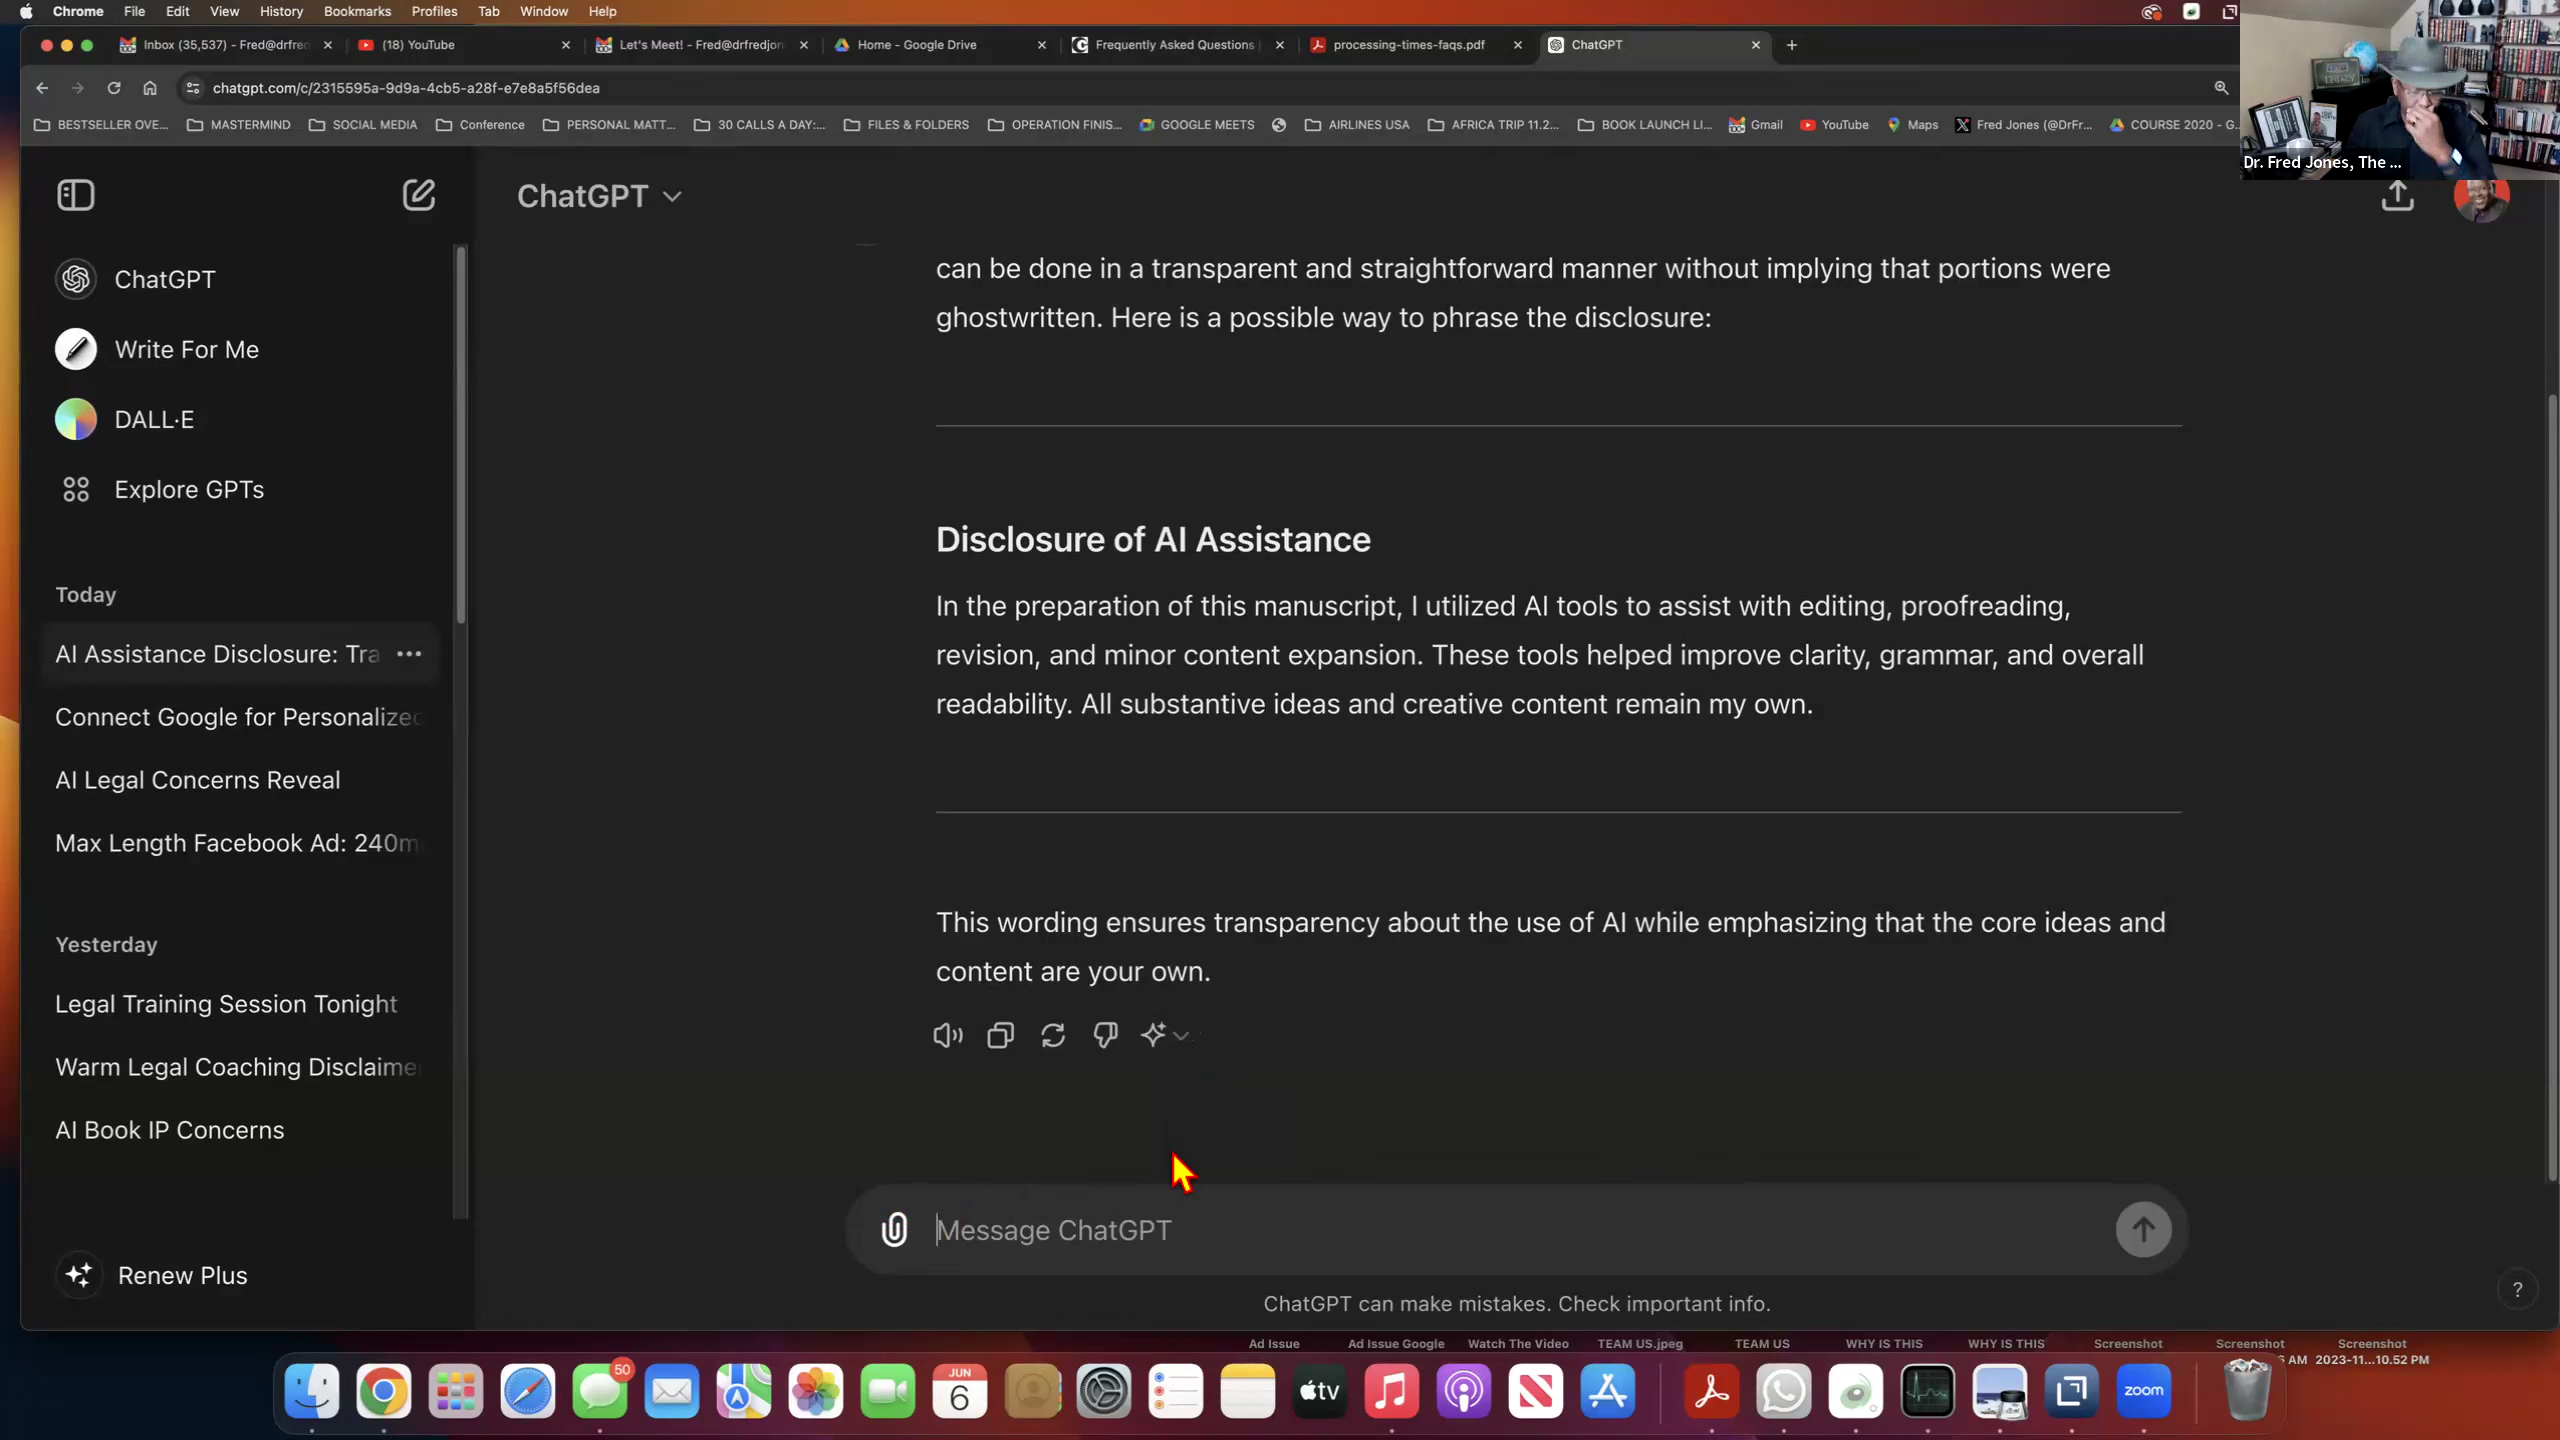 Chrome File Edit View History Bookmarks Profiles Tab Window Help
Inbox (35,537) - Fred@drfre
(18) YouTube
Let's Meet! - Fred@drfredjon
Home - Google Drive
Frequently Asked Questions
processing-times-faqs.pdf
ChatGPT
chatgpt.com/c/2315595a-9d9a-4cb5-a28f-e7e8a5f56dea
BESTSELLER OVE... MASTERMIND SOCIAL MEDIA Conference PERSONAL MATT... 30 CALLS A DAY:... FILES & FOLDERS OPERATION FINIS... GOOGLE MEETS AIRLINES USA AFRICA TRIP 11.2... BOOK LAUNCH LI... Gmail YouTube Maps Fred Jones (@DrFr... COURSE 2020 - G...
Dr. Fred Jones, The ...
ChatGPT
ChatGPT
Write For Me
DALL·E
Explore GPTs
Today
AI Assistance Disclosure: Tra
Connect Google for Personalized
AI Legal Concerns Reveal
Max Length Facebook Ad: 240m
Yesterday
Legal Training Session Tonight
Warm Legal Coaching Disclaime
AI Book IP Concerns
Renew Plus
can be done in a transparent and straightforward manner without implying that portions were
ghostwritten. Here is a possible way to phrase the disclosure:
Disclosure of AI Assistance
In the preparation of this manuscript, I utilized AI tools to assist with editing, proofreading,
revision, and minor content expansion. These tools helped improve clarity, grammar, and overall
readability. All substantive ideas and creative content remain my own.
This wording ensures transparency about the use of AI while emphasizing that the core ideas and
content are your own.
Message ChatGPT
ChatGPT can make mistakes. Check important info.
?
Ad Issue Ad Issue Google Watch The Video TEAM US.jpeg TEAM US WHY IS THIS WHY IS THIS Screenshot Screenshot Screenshot
AM 2023-11...10.52 PM
50
JUN
6
tv
zoom